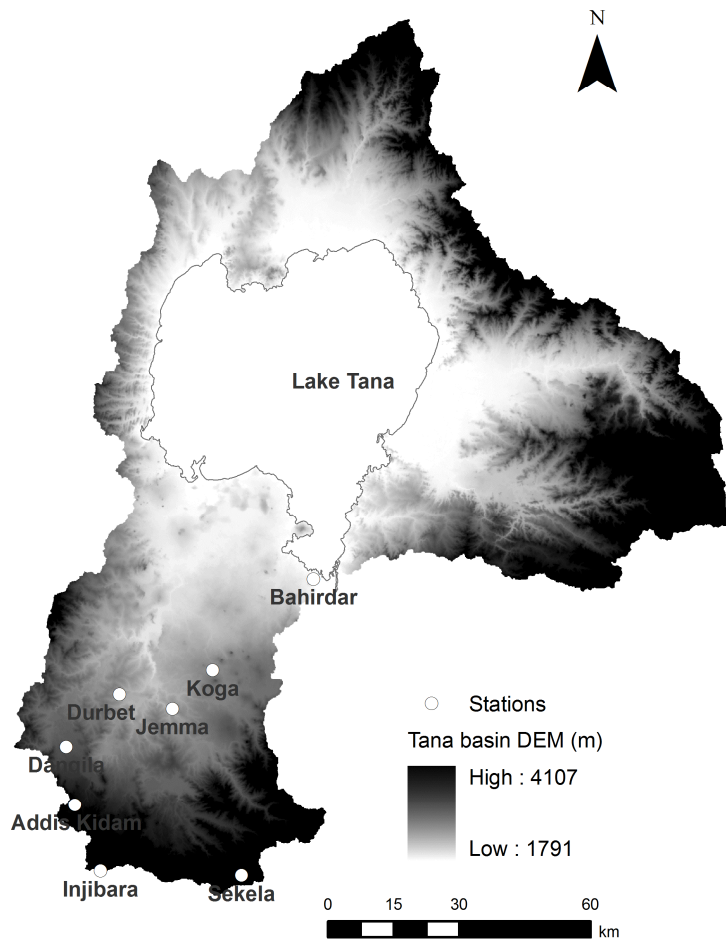 N
Lake Tana
Bahirdar
Koga
Durbet
Jemma
Dangila
Addis Kidam
Injibara
Sekela
Stations
Tana basin DEM (m)
High : 4107
Low : 1791
0 15 30 60
km